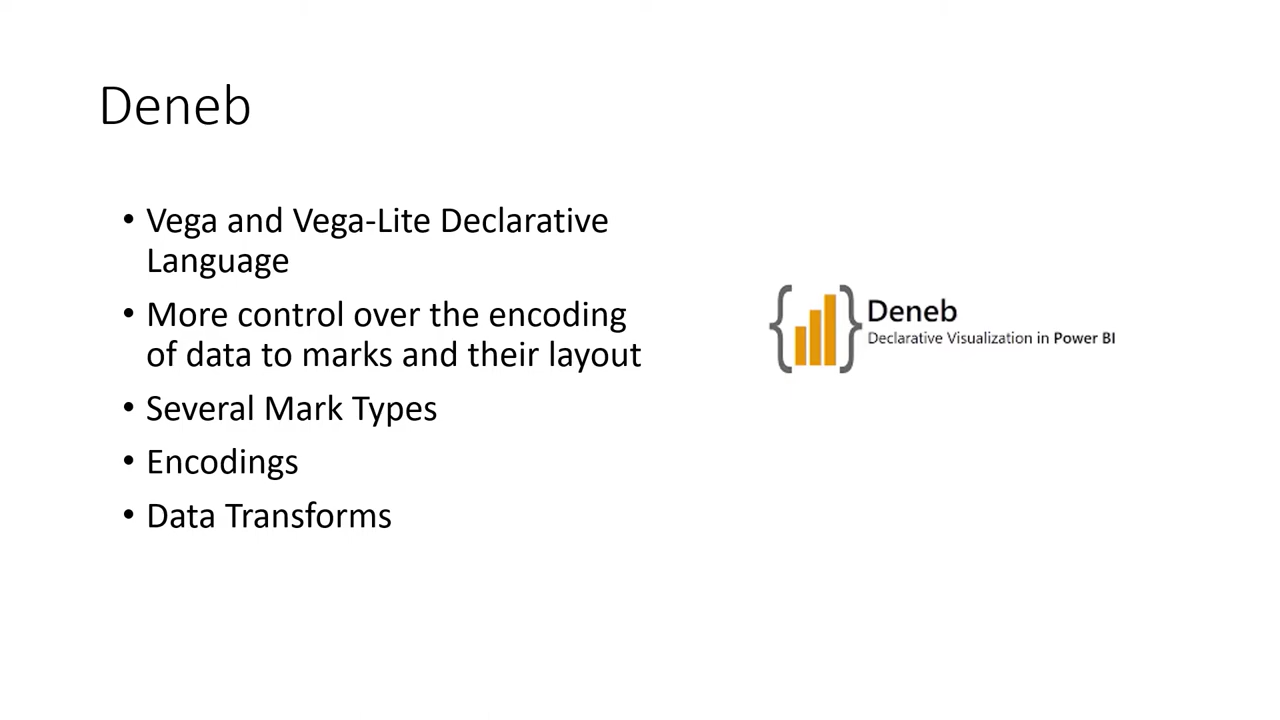 Deneb
• Vega and Vega-Lite Declarative
Language
• More control over the encoding
of data to marks and their layout
• Several Mark Types
• Encodings
• Data Transforms
Deneb
Declarative Visualization in Power BI